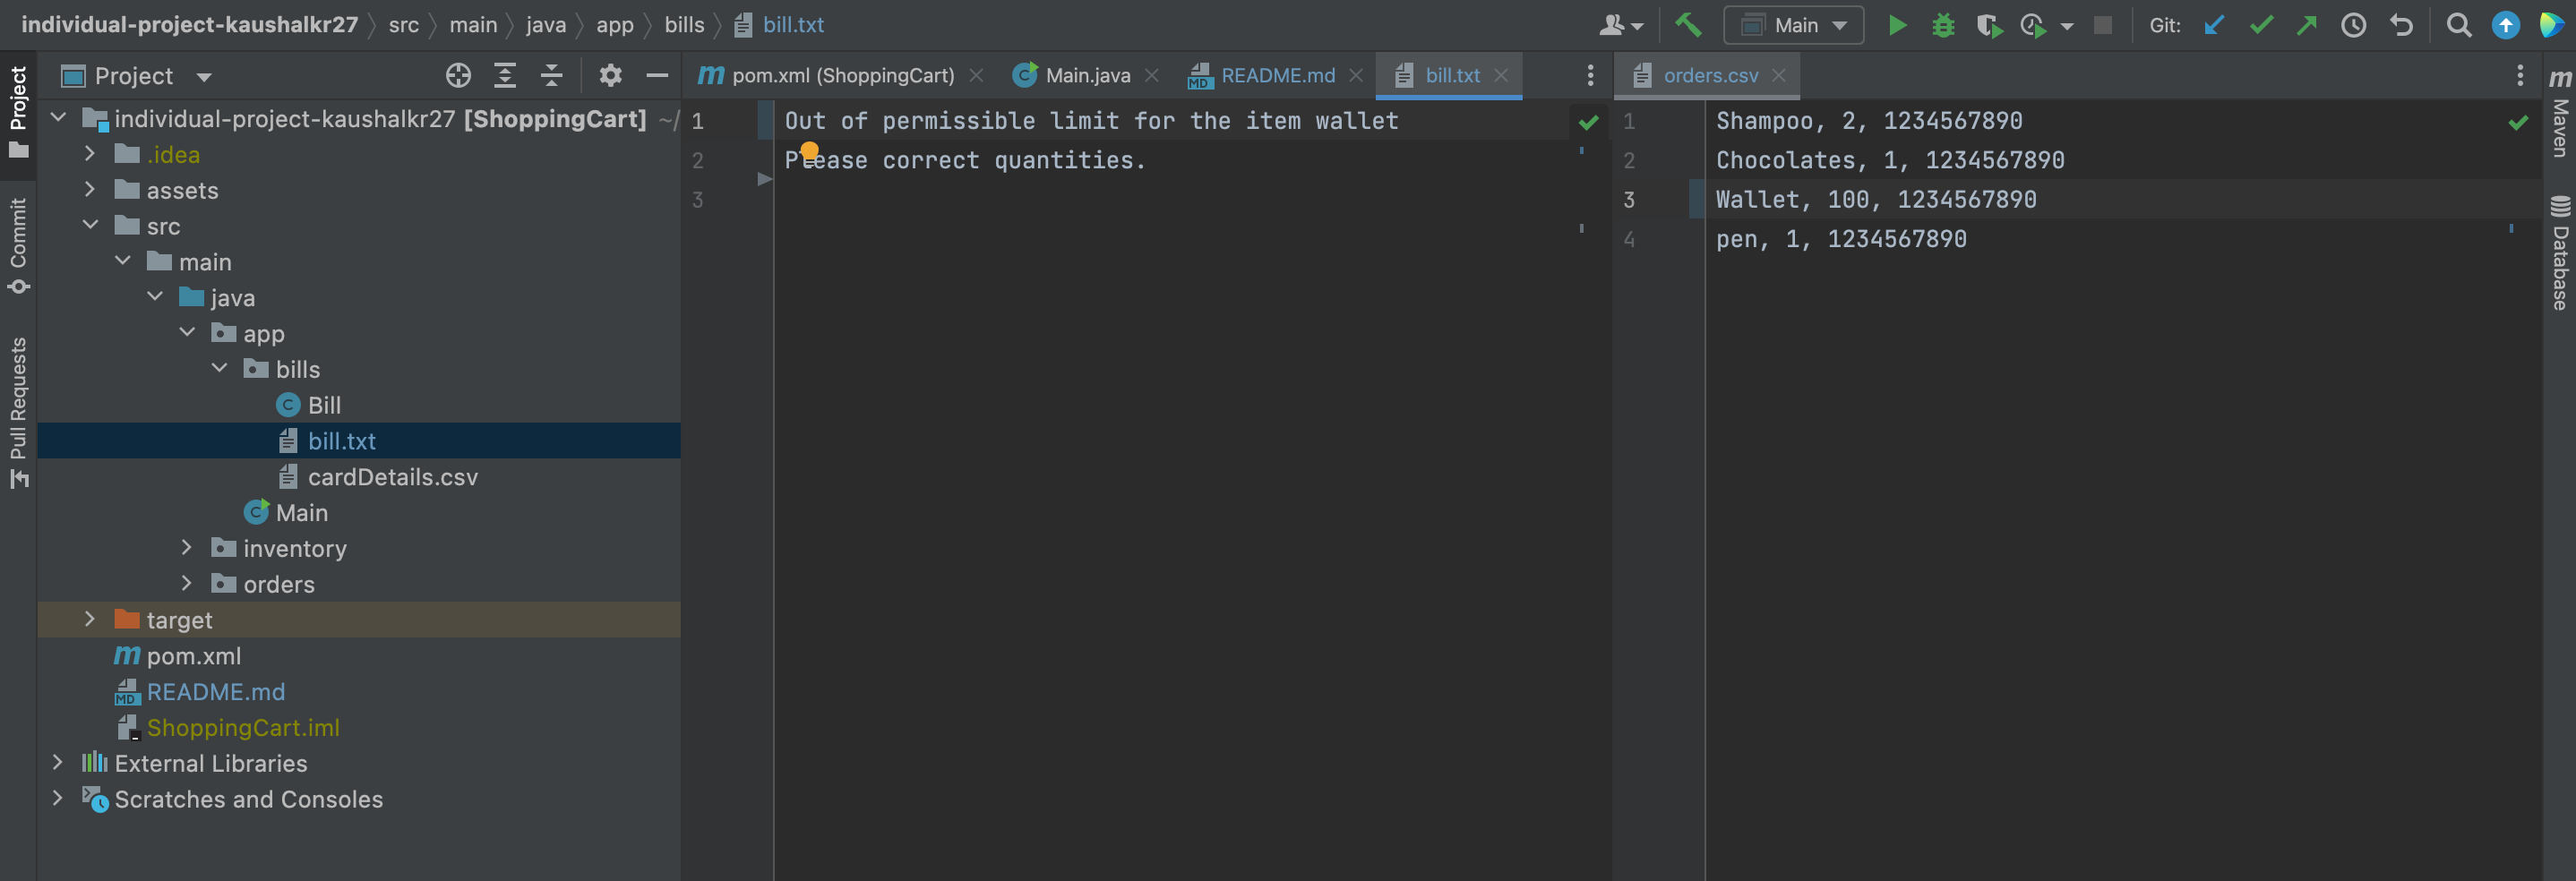 individual-project-kaushalkr27 src main java app bills bill.txt
Main
Git:
Project
Commit
Pull Requests
Project
individual-project-kaushalkr27 [ShoppingCart] ~/
.idea
assets
src
main
java
app
bills
C Bill
bill.txt
cardDetails.csv
C Main
inventory
orders
target
m pom.xml
MD README.md
ShoppingCart.iml
External Libraries
Scratches and Consoles
m pom.xml (ShoppingCart)
C Main.java
MD README.md
bill.txt
1 Out of permissible limit for the item wallet
2 Please correct quantities.
3
orders.csv
1 Shampoo, 2, 1234567890
2 Chocolates, 1, 1234567890
3 Wallet, 100, 1234567890
4 pen, 1, 1234567890
m Maven
Database